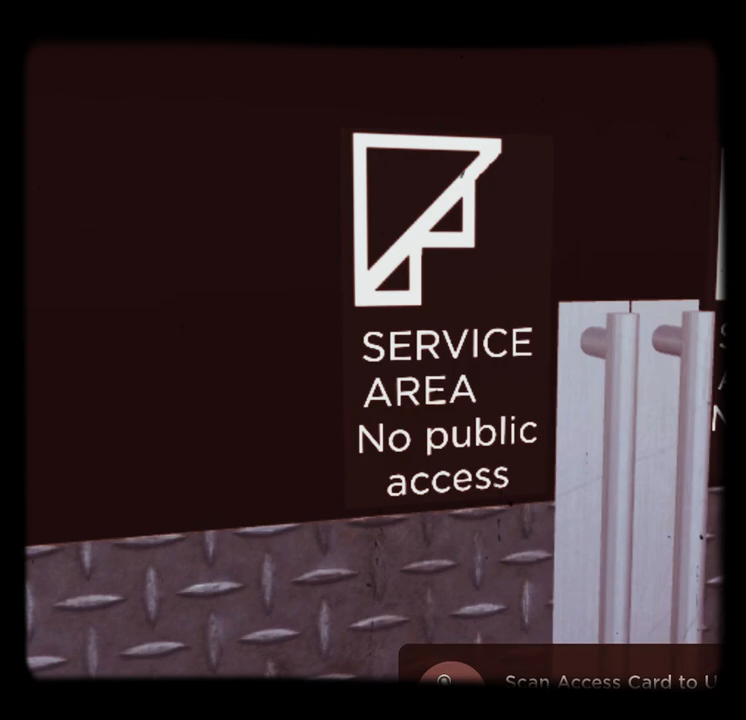 SERVICE
AREA
No public
access
Scan Access Card to